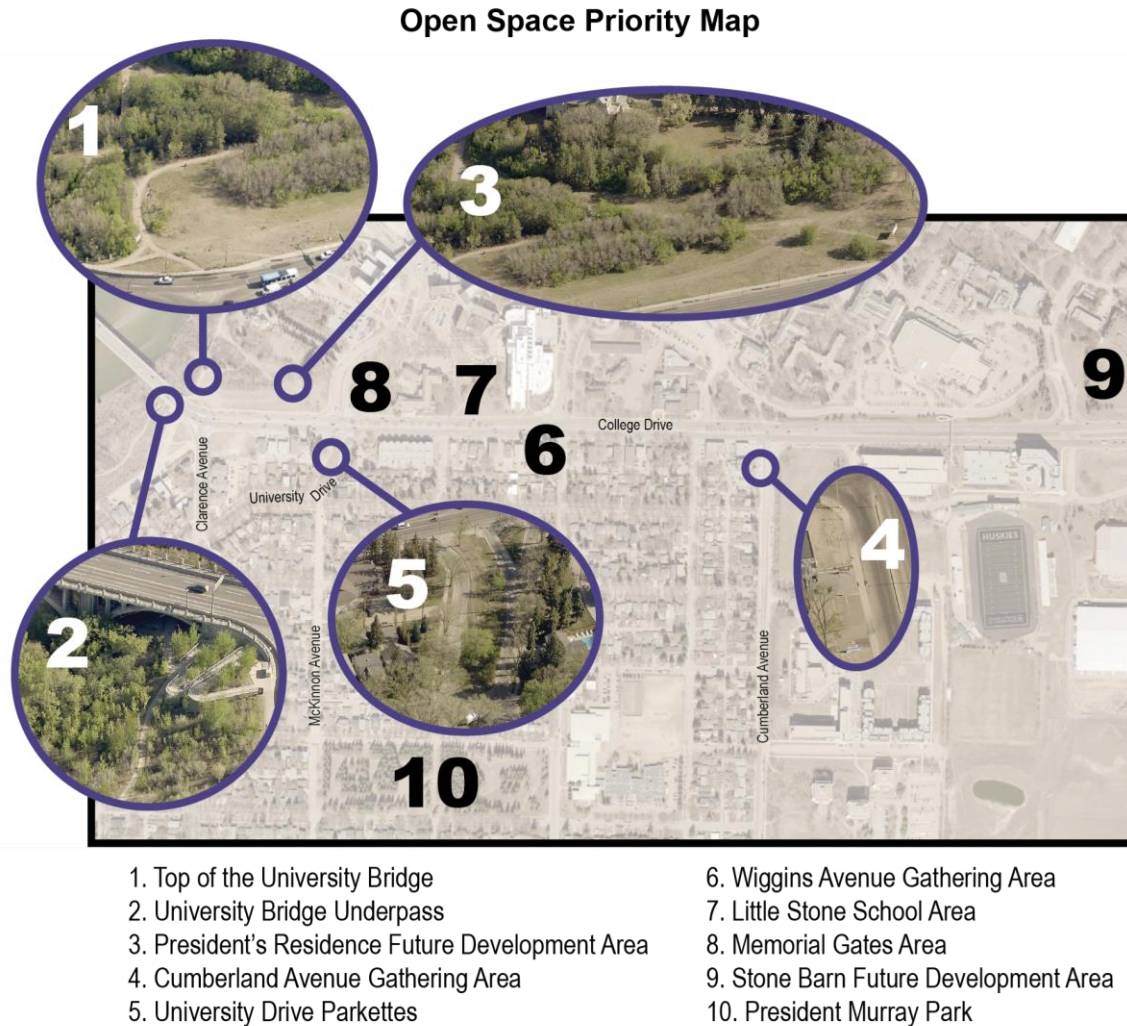 Open Space Priority Map
1
3
8
7
9
6
College Drive
Clarence Avenue
University Drive
4
HUSKIES
5
2
McKinnon Avenue
Cumberland Avenue
10
1. Top of the University Bridge
2. University Bridge Underpass
3. President's Residence Future Development Area
4. Cumberland Avenue Gathering Area
5. University Drive Parkettes
6. Wiggins Avenue Gathering Area
7. Little Stone School Area
8. Memorial Gates Area
9. Stone Barn Future Development Area
10. President Murray Park